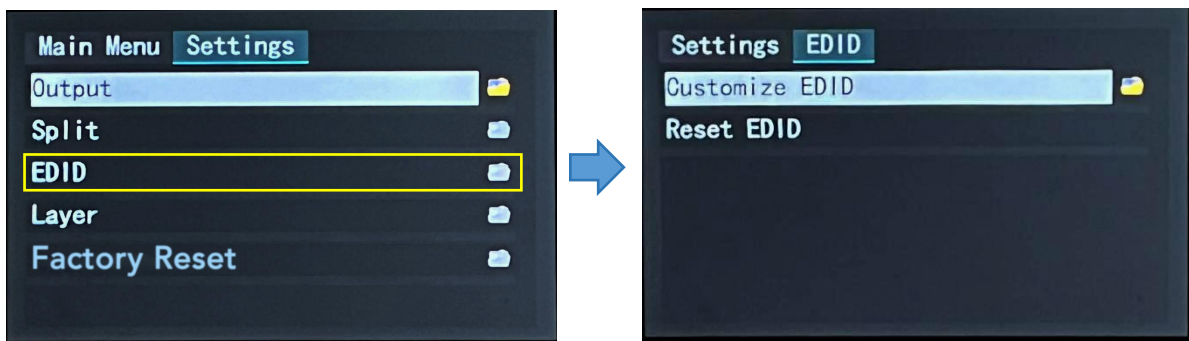 Main Menu Settings
Output
Split
EDID
Layer
Factory Reset
Settings EDID
Customize EDID
Reset EDID